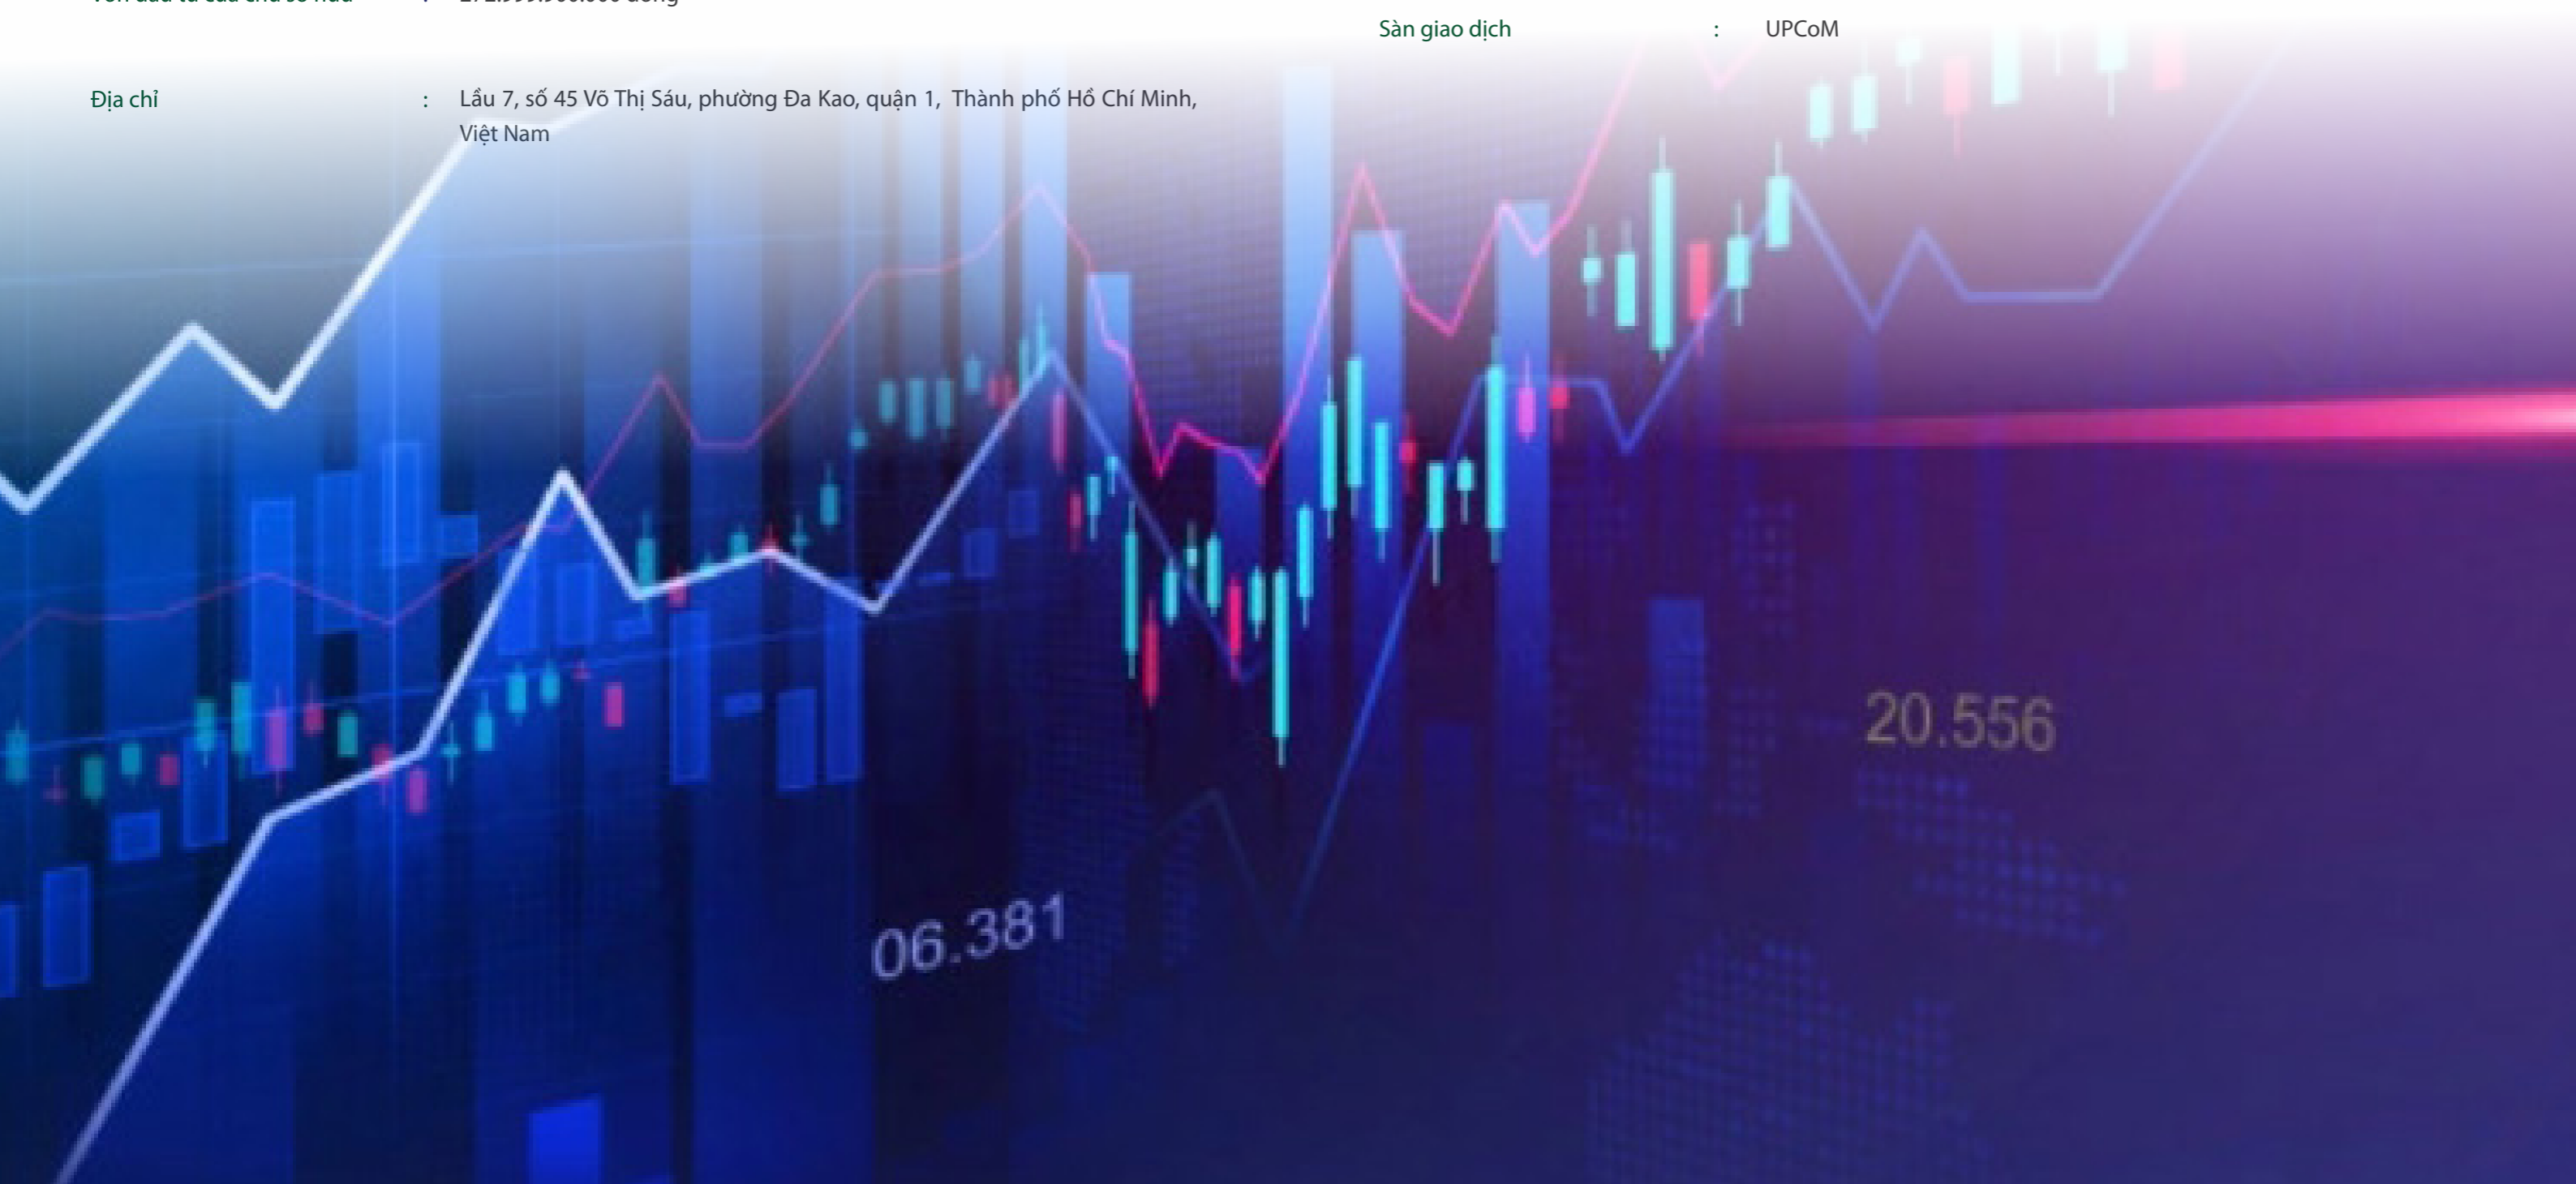 Sàn giao dịch : UPCoM
Địa chỉ : Lầu 7, số 45 Võ Thị Sáu, phường Đa Kao, quận 1, Thành phố Hồ Chí Minh,
Việt Nam
20.556
06.381